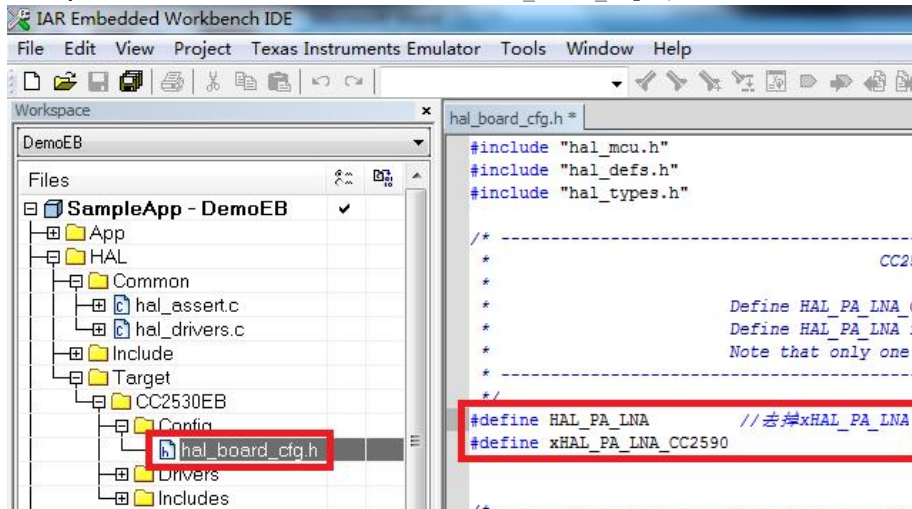 IAR Embedded Workbench IDE
File Edit View Project Texas Instruments Emulator Tools Window Help
Workspace
DemoEB
Files
SampleApp - DemoEB
App
HAL
Common
hal_assert.c
hal_drivers.c
Include
Target
CC2530EB
Config
hal_board_cfg.h
Drivers
Includes
hal_board_cfg.h *
#include "hal_mcu.h"
#include "hal_defs.h"
#include "hal_types.h"
/* ----------------------------------------
*
*
* Define HAL_PA_LNA_
* Define HAL_PA_LNA
* Note that only one
* ----------------------------------------
*/
#define HAL_PA_LNA //去掉xHAL_PA_LNA
#define xHAL_PA_LNA_CC2590